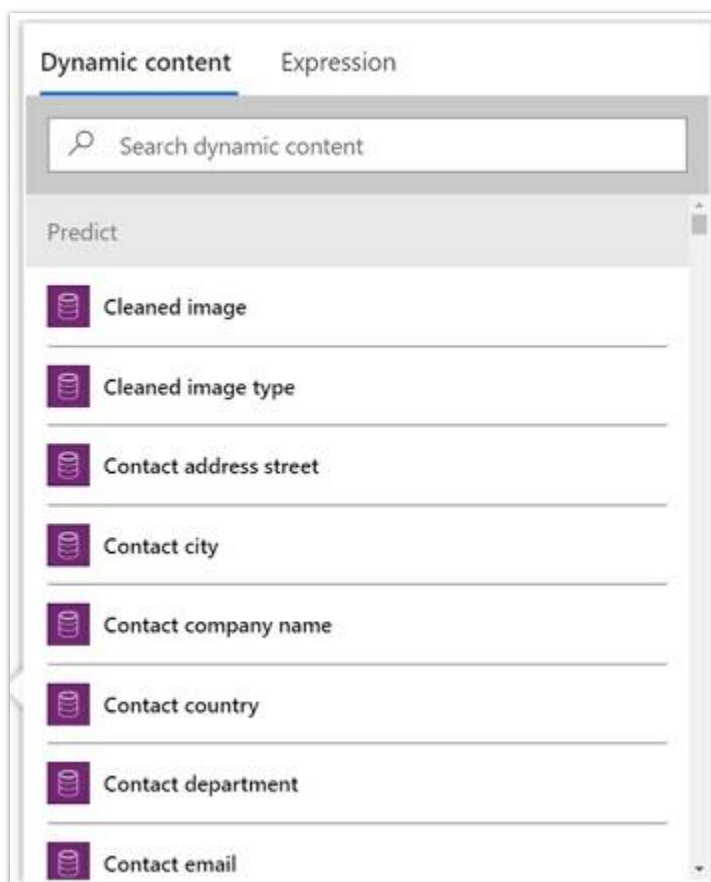 Dynamic content Expression
Search dynamic content
Predict
Cleaned image
Cleaned image type
Contact address street
Contact city
Contact company name
Contact country
Contact department
Contact email